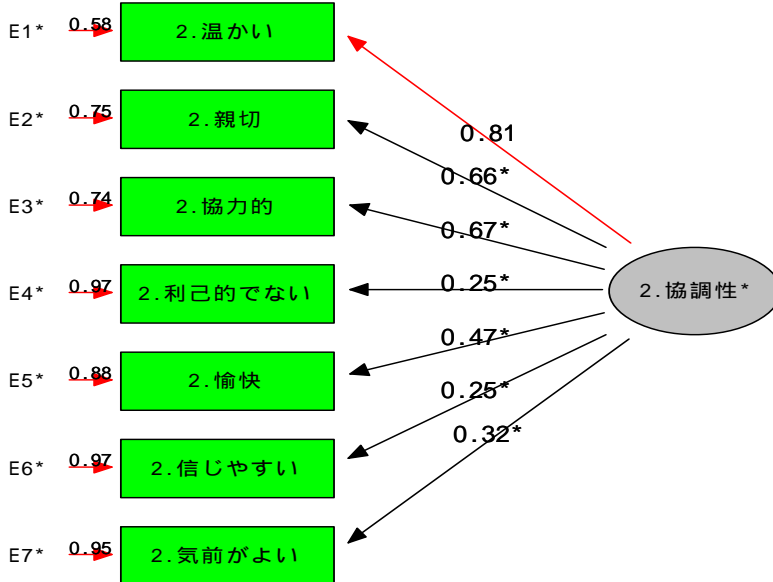 E1* 0.58 2.温かい
0.81
E2* 0.75 2.親切
0.66*
E3* 0.74 2.協力的
0.67*
E4* 0.97 2.利己的でない 0.25* 2.協調性*
0.47*
E5* 0.88 2.愉快
0.25*
0.32*
E6* 0.97 2.信じやすい
E7* 0.95 2.気前がよい